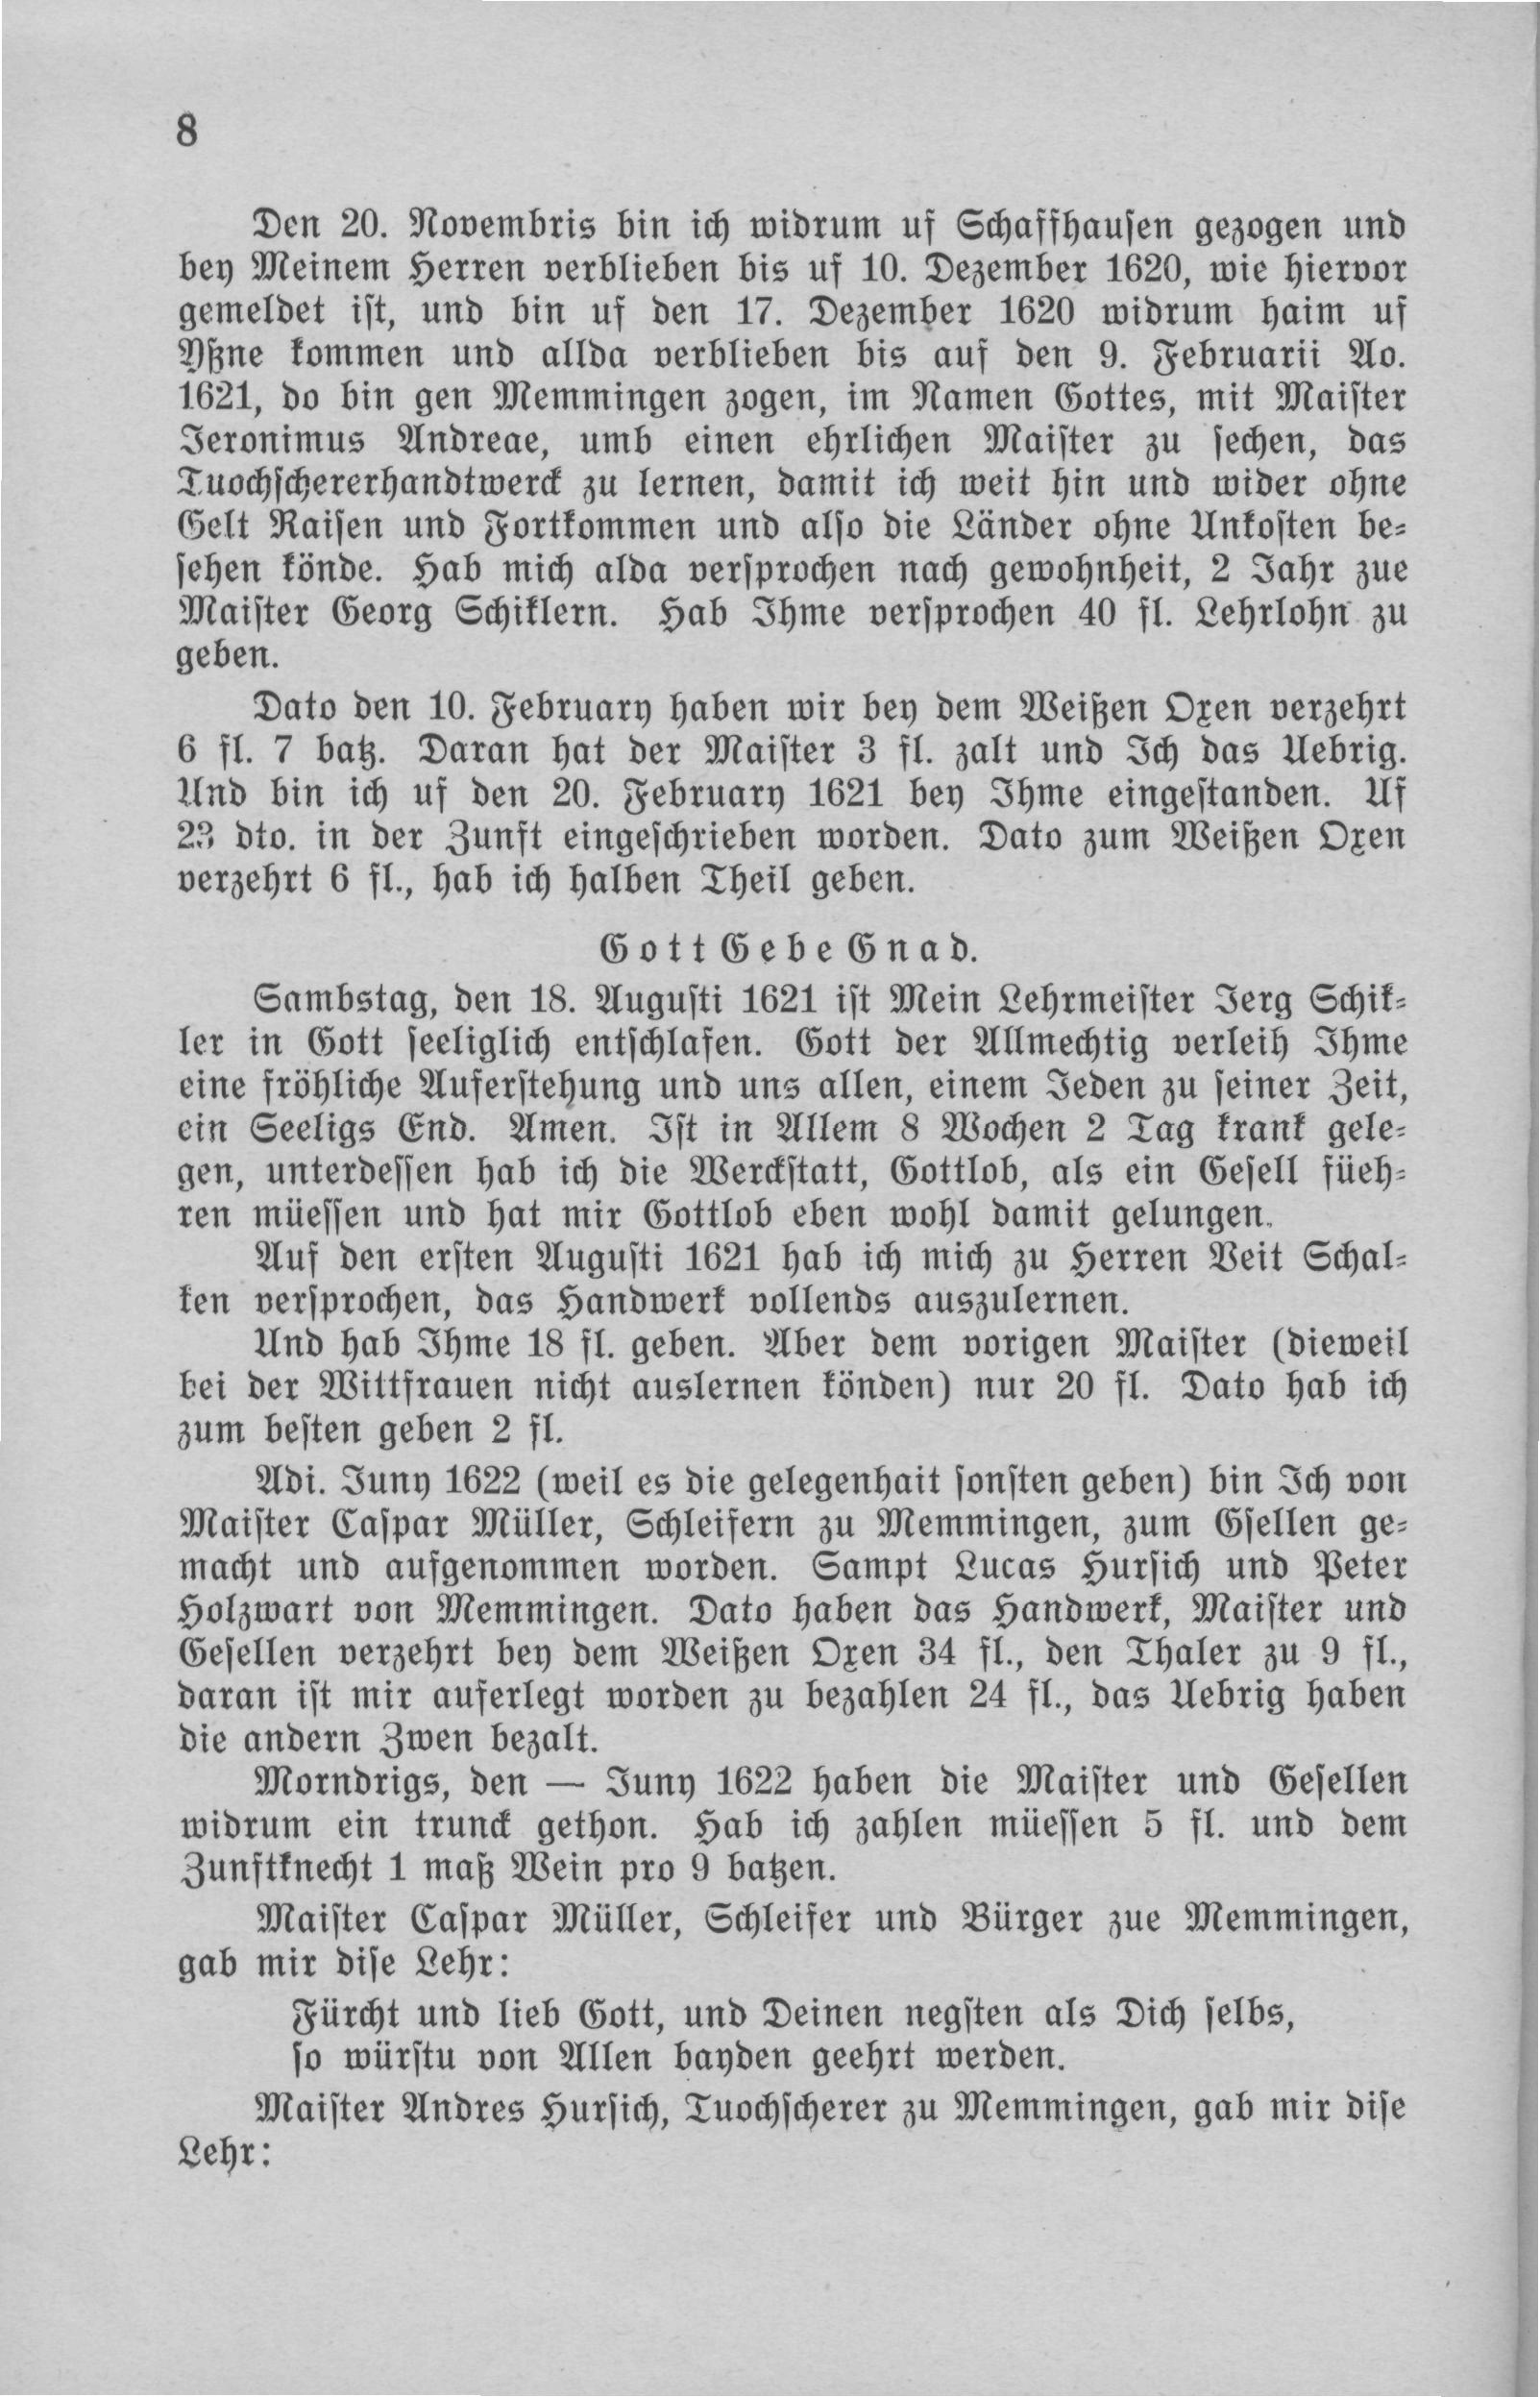 8
Den 20. Novembris bin ich widrum uf Schaffhausen gezogen und
bey Meinem Herren verblieben bis uf 10. Dezember 1620, wie hiervor
gemeldet ist, und bin uf den 17. Dezember 1620 widrum haim uf
Yßne kommen und allda verblieben bis auf den 9. Februarii Ao.
1621, do bin gen Memmingen zogen, im Namen Gottes, mit Maister
Jeronimus Andreae, umb einen ehrlichen Maister zu sechen, das
Tuochschererhandtwerck zu lernen, damit ich weit hin und wider ohne
Gelt Raisen und Fortkommen und also die Länder ohne Unkosten be-
sehen könde. Hab mich alda versprochen nach gewohnheit, 2 Jahr zue
Maister Georg Schiklern. Hab Ihme versprochen 40 fl. Lehrlohn zu
geben.
Dato den 10. February haben wir bey dem Weißen Oxen verzehrt
6 fl. 7 batz. Daran hat der Maister 3 fl. zalt und Ich das Uebrig.
Und bin ich uf den 20. February 1621 bey Ihme eingestanden. Uf
23 dto. in der Zunft eingeschrieben worden. Dato zum Weißen Oxen
verzehrt 6 fl., hab ich halben Theil geben.
Gott Gebe Gnad.
Sambstag, den 18. Augusti 1621 ist Mein Lehrmeister Jerg Schik-
ler in Gott seeliglich entschlafen. Gott der Allmechtig verleih Ihme
eine fröhliche Auferstehung und uns allen, einem Jeden zu seiner Zeit,
ein Seeligs End. Amen. Ist in Allem 8 Wochen 2 Tag krank gele-
gen, unterdessen hab ich die Werckstatt, Gottlob, als ein Gesell füeh-
ren müessen und hat mir Gottlob eben wohl damit gelungen.
Auf den ersten Augusti 1621 hab ich mich zu Herren Veit Schal-
ken versprochen, das Handwerk vollends auszulernen.
Und hab Ihme 18 fl. geben. Aber dem vorigen Maister (dieweil
bei der Wittfrauen nicht auslernen könden) nur 20 fl. Dato hab ich
zum besten geben 2 fl.
Adi. Juny 1622 (weil es die gelegenhait sonsten geben) bin Ich von
Maister Caspar Müller, Schleifern zu Memmingen, zum Gsellen ge-
macht und aufgenommen worden. Sampt Lucas Hursich und Peter
Holzwart von Memmingen. Dato haben das Handwerk, Maister und
Gesellen verzehrt bey dem Weißen Oxen 34 fl., den Thaler zu 9 fl.,
daran ist mir auferlegt worden zu bezahlen 24 fl., das Uebrig haben
die andern Zwen bezalt.
Morndrigs, den — Juny 1622 haben die Maister und Gesellen
widrum ein trunck gethon. Hab ich zahlen müessen 5 fl. und dem
Zunftknecht 1 maß Wein pro 9 batzen.
Maister Caspar Müller, Schleifer und Bürger zue Memmingen,
gab mir dise Lehr:
Fürcht und lieb Gott, und Deinen negsten als Dich selbs,
so würstu von Allen bayden geehrt werden.
Maister Andres Hursich, Tuochscherer zu Memmingen, gab mir dise
Lehr: